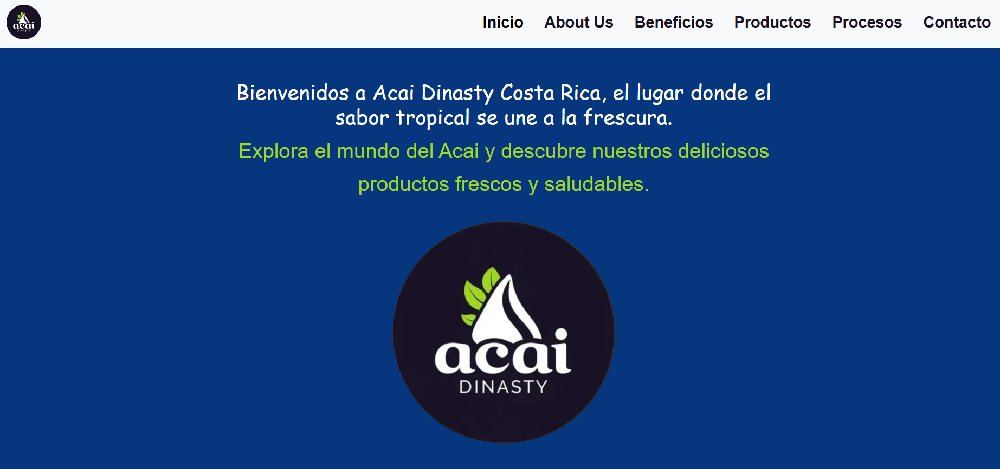 acai
DINASTY
Inicio About Us Beneficios Productos Procesos Contacto
Bienvenidos a Acai Dinasty Costa Rica, el lugar donde el
sabor tropical se une a la frescura.
Explora el mundo del Acai y descubre nuestros deliciosos
productos frescos y saludables.
acai
DINASTY